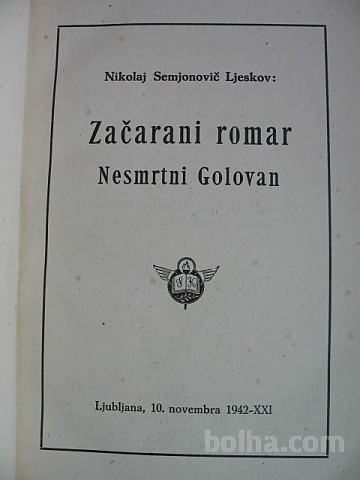 Nikolaj Semjonovič Ljeskov:
Začarani romar
Nesmrtni Golovan
S K
Ljubljana, 10. novembra 1942-XXI
bolha.com